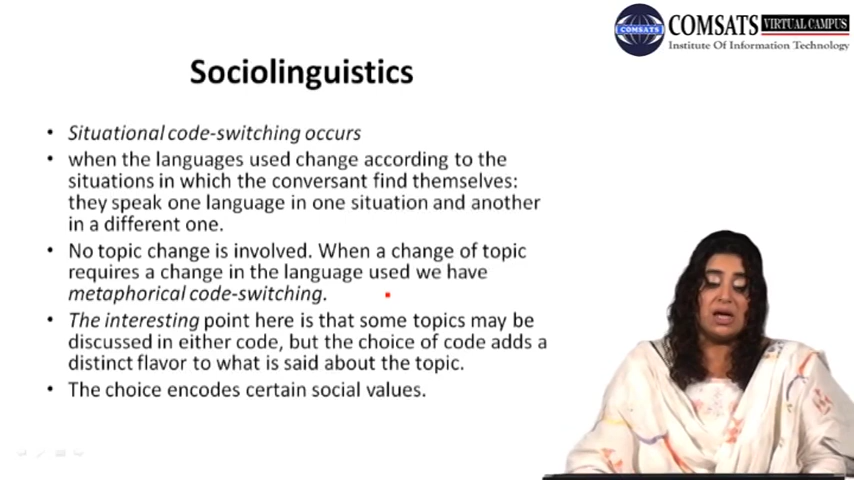 COMSATS VIRTUAL CAMPUS
COMSATS
Institute Of Information Technology
Sociolinguistics
• Situational code-switching occurs
• when the languages used change according to the
situations in which the conversant find themselves:
they speak one language in one situation and another
in a different one.
• No topic change is involved. When a change of topic
requires a change in the language used we have
metaphorical code-switching.
• The interesting point here is that some topics may be
discussed in either code, but the choice of code adds a
distinct flavor to what is said about the topic.
• The choice encodes certain social values.